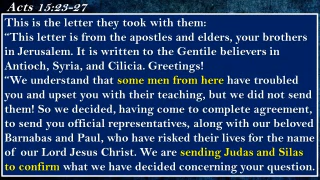 Acts 15:23-27
This is the letter they took with them:
“This letter is from the apostles and elders, your brothers
in Jerusalem. It is written to the Gentile believers in
Antioch, Syria, and Cilicia. Greetings!
“We understand that some men from here have troubled
you and upset you with their teaching, but we did not send
them! So we decided, having come to complete agreement,
to send you official representatives, along with our beloved
Barnabas and Paul, who have risked their lives for the name
of our Lord Jesus Christ. We are sending Judas and Silas
to confirm what we have decided concerning your question.